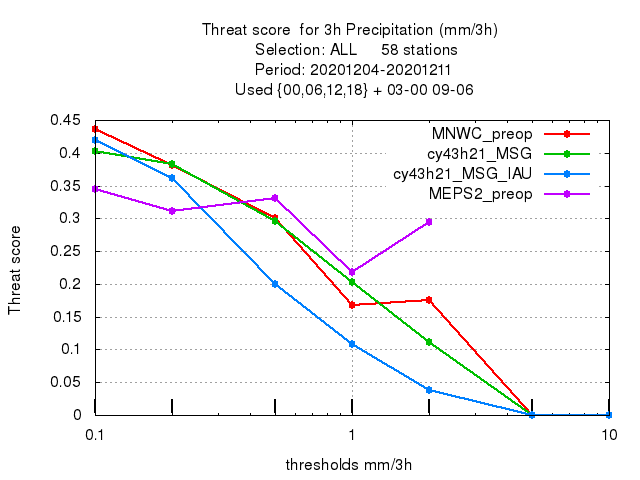 Threat score  for 3h Precipitation (mm/3h)
Selection: ALL     58 stations
Period: 20201204-20201211
Used {00,06,12,18} + 03-00 09-06
MNWC_preop
cy43h21_MSG
cy43h21_MSG_IAU
MEPS2_preop
Threat score
0.45
0.4
0.35
0.3
0.25
0.2
0.15
0.1
0.05
0
0.1 1 10
thresholds mm/3h